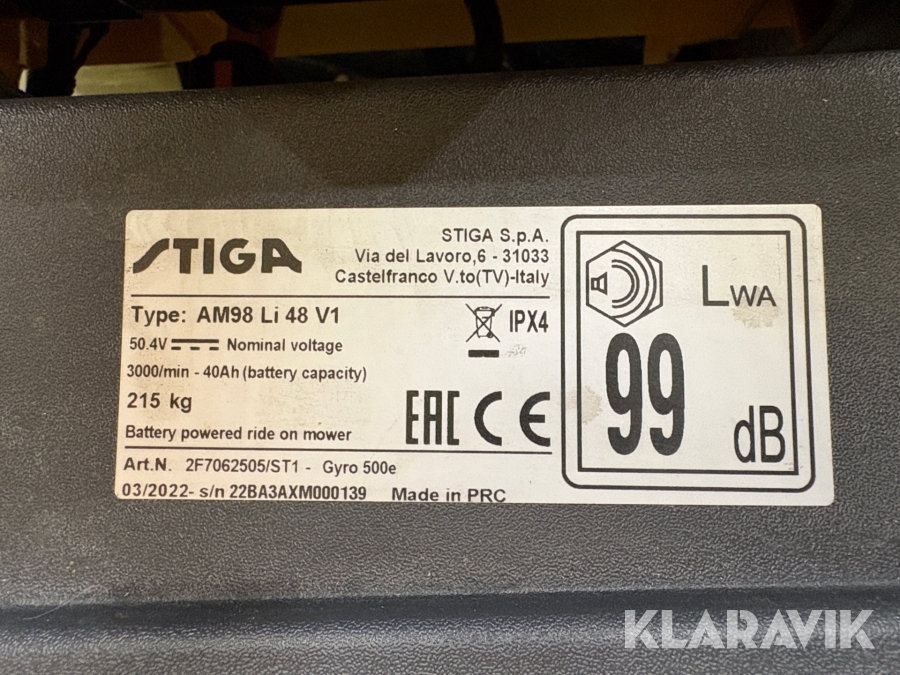 STIGA
STIGA S.p.A.
Via del Lavoro,6 - 31033
Castelfranco V.to(TV)-Italy
Type: AM98 Li 48 V1
IPX4
50.4V Nominal voltage
3000/min - 40Ah (battery capacity)
215 kg
EAC CE
Battery powered ride on mower
Art.N. 2F7062505/ST1 - Gyro 500e
03/2022- s/n 22BA3AXM000139 Made in PRC
LWA
99
dB
KLARAVIK